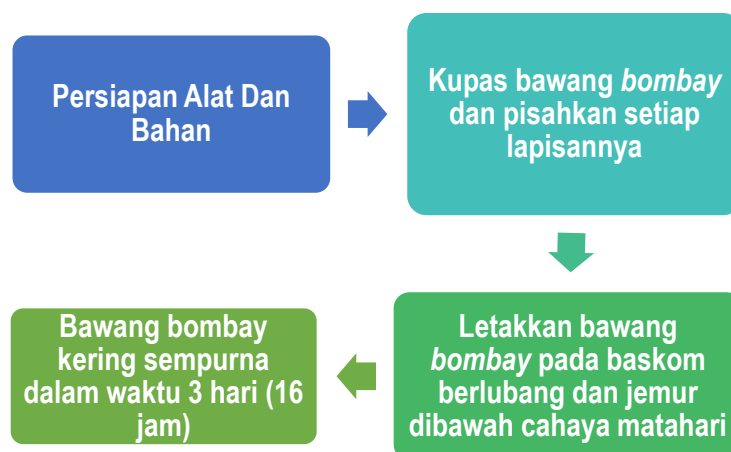 Persiapan Alat Dan
Bahan
Kupas bawang bombay
dan pisahkan setiap
lapisannya
Letakkan bawang
bombay pada baskom
berlubang dan jemur
dibawah cahaya matahari
Bawang bombay
kering sempurna
dalam waktu 3 hari (16
jam)